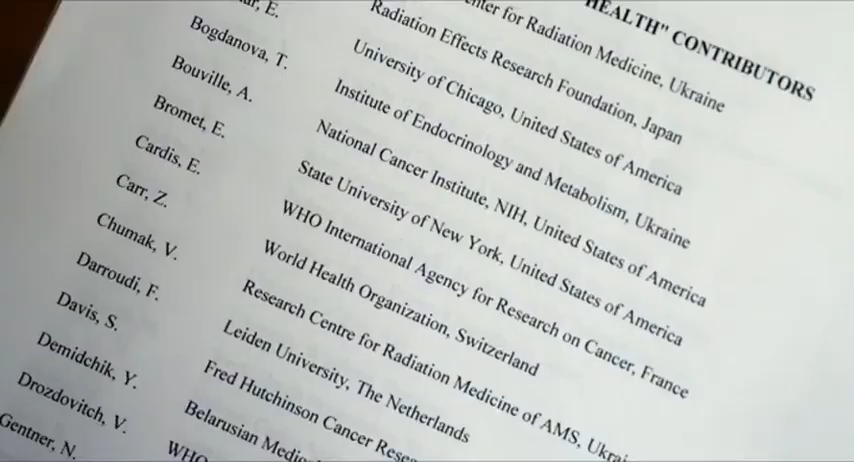 HEALTH" CONTRIBUTORS
for Radiation Medicine, Ukraine
Radiation Effects Research Foundation, Japan
E. University of Chicago, United States of America
Bogdanova, T. Institute of Endocrinology and Metabolism, Ukraine
Bouville, A. National Cancer Institute, NIH, United States of America
Bromet, E. State University of New York, United States of America
Cardis, E. WHO International Agency for Research on Cancer, France
Carr, Z. World Health Organization, Switzerland
Chumak, V. Research Centre for Radiation Medicine of AMS,
Darroudi, F. Leiden University, The Netherlands
Davis, S. Fred Hutchinson Cancer
Demidchik, Y. Belarusian
Drozdovitch, V. WHO
Gentner, N.